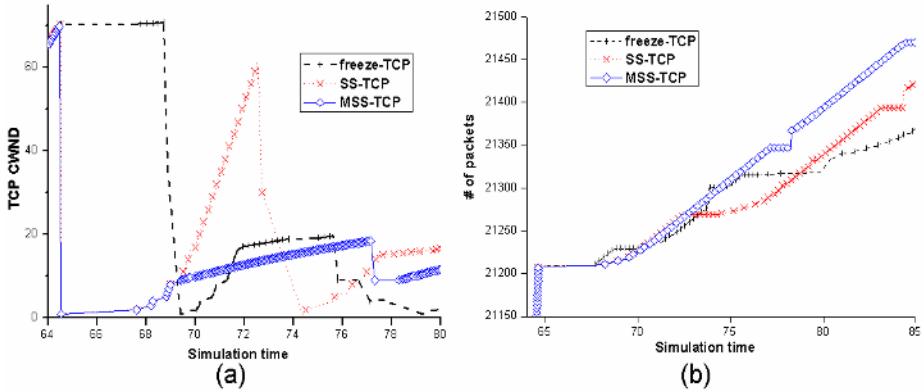 TCP CWND
60
40
20
0
64 66 68 70 72 74 76 78 80
Simulation time
freeze-TCP
SS-TCP
MSS-TCP
(a)
# of packets
21500
21450
21400
21350
21300
21250
21200
21150
65 70 75 80 85
Simulation time
freeze-TCP
SS-TCP
MSS-TCP
(b)